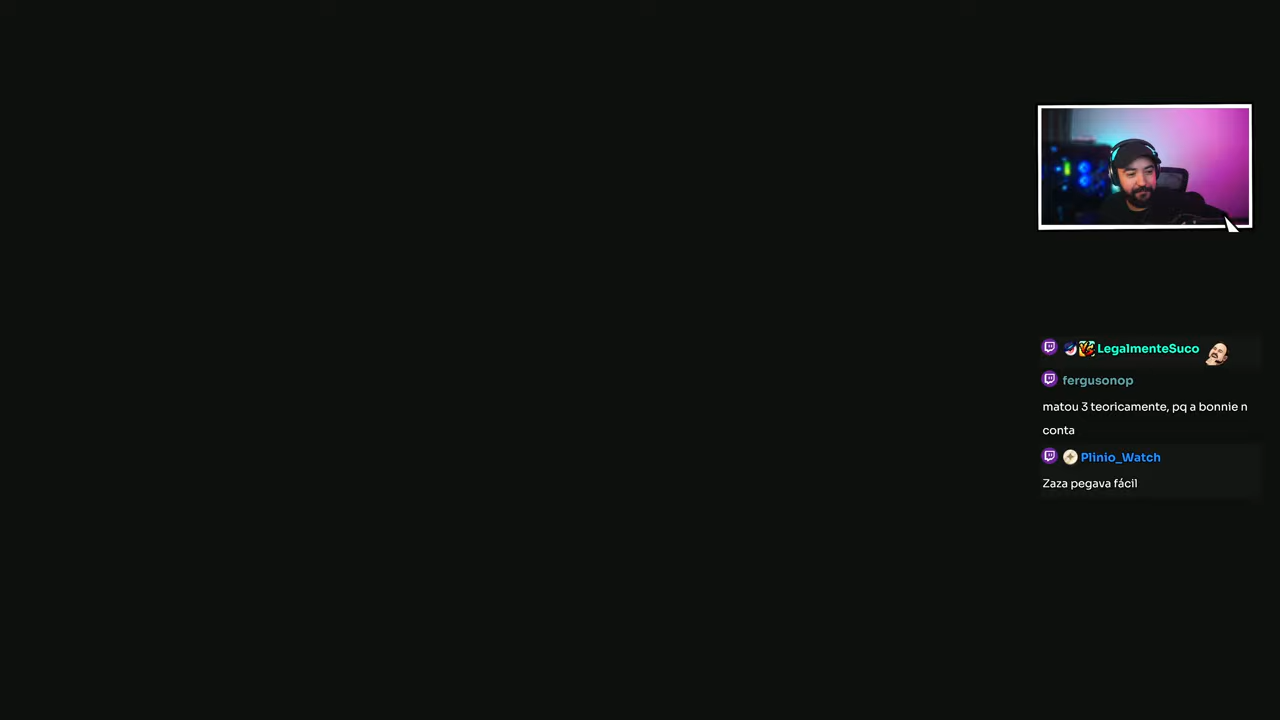 LegalmenteSuco
fergusonop
matou 3 teoricamente, pq a bonnie n
conta
Plinio_Watch
Zaza pegava fácil